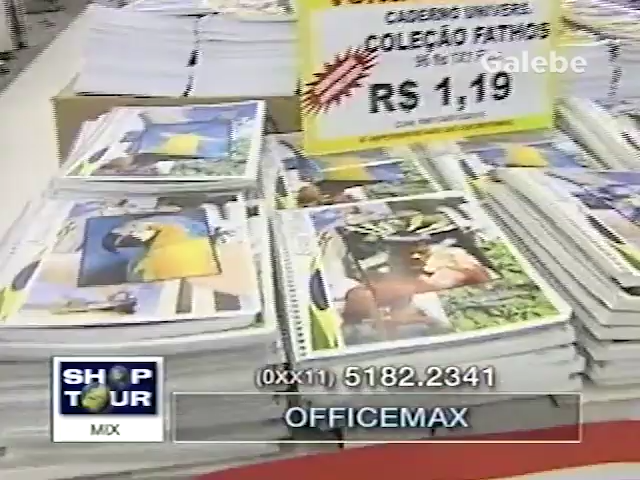 CADERNO UNIVERS.
COLEÇÃO FATHOS
R$ 1,19
Galebe
(0XX11) 5182.2341
SHOP
TOUR
MIX
OFFICEMAX